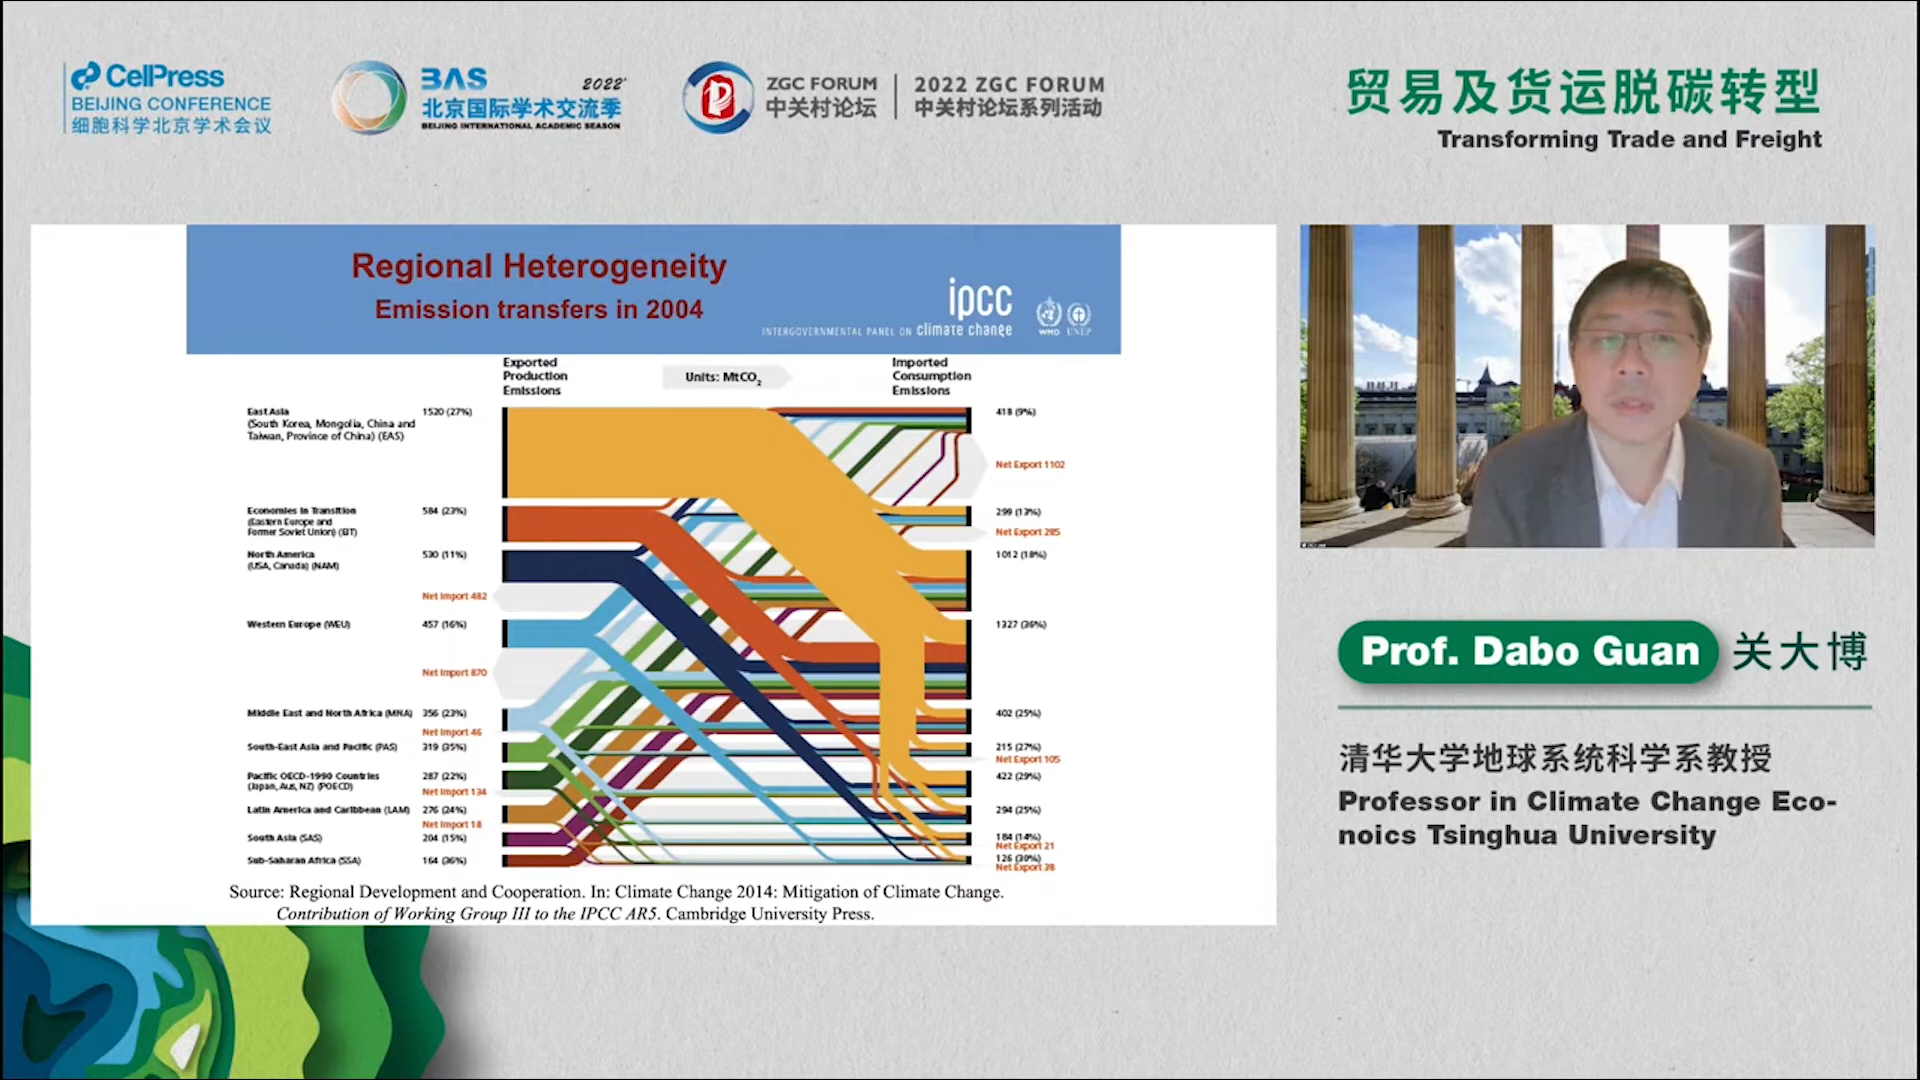 CellPress
BEIJING CONFERENCE
细胞科学北京学术会议
BAS 2022
北京国际学术交流季
BEIJING INTERNATIONAL ACADEMIC SEASON
ZGC FORUM
中关村论坛
2022 ZGC FORUM
中关村论坛系列活动
贸易及货运脱碳转型
Transforming Trade and Freight
Regional Heterogeneity
Emission transfers in 2004
ipcc
INTERGOVERNMENTAL PANEL ON climate change
WMO UNEP
Exported
Production
Emissions
Units: MtCO2
Imported
Consumption
Emissions
East Asia 1520 (27%) 418 (9%)
(South Korea, Mongolia, China and
Taiwan, Province of China) (EAS)
Net Export 1102
Economies in Transition 584 (23%) 299 (13%)
(Eastern Europe and
Former Soviet Union) (EIT)
Net Export 285
North America 530 (11%) 1012 (18%)
(USA, Canada) (NAM)
Net Import 482
Western Europe (WEU) 457 (16%) 1327 (36%)
Net Import 870
Middle East and North Africa (MNA) 356 (23%) 402 (25%)
Net Import 46
South-East Asia and Pacific (PAS) 319 (35%) 215 (27%)
Net Export 105
Pacific OECD-1990 Countries 287 (22%) 422 (29%)
(Japan, Aus, NZ) (POECD)
Net Import 134
Latin America and Caribbean (LAM) 276 (24%) 294 (25%)
Net Import 18
South Asia (SAS) 204 (15%) 184 (14%)
Net Export 21
Sub-Saharan Africa (SSA) 164 (36%) 126 (30%)
Net Export 38
Source: Regional Development and Cooperation. In: Climate Change 2014: Mitigation of Climate Change.
Contribution of Working Group III to the IPCC AR5. Cambridge University Press.
Prof. Dabo Guan 关大博
清华大学地球系统科学系教授
Professor in Climate Change Eco-
noics Tsinghua University